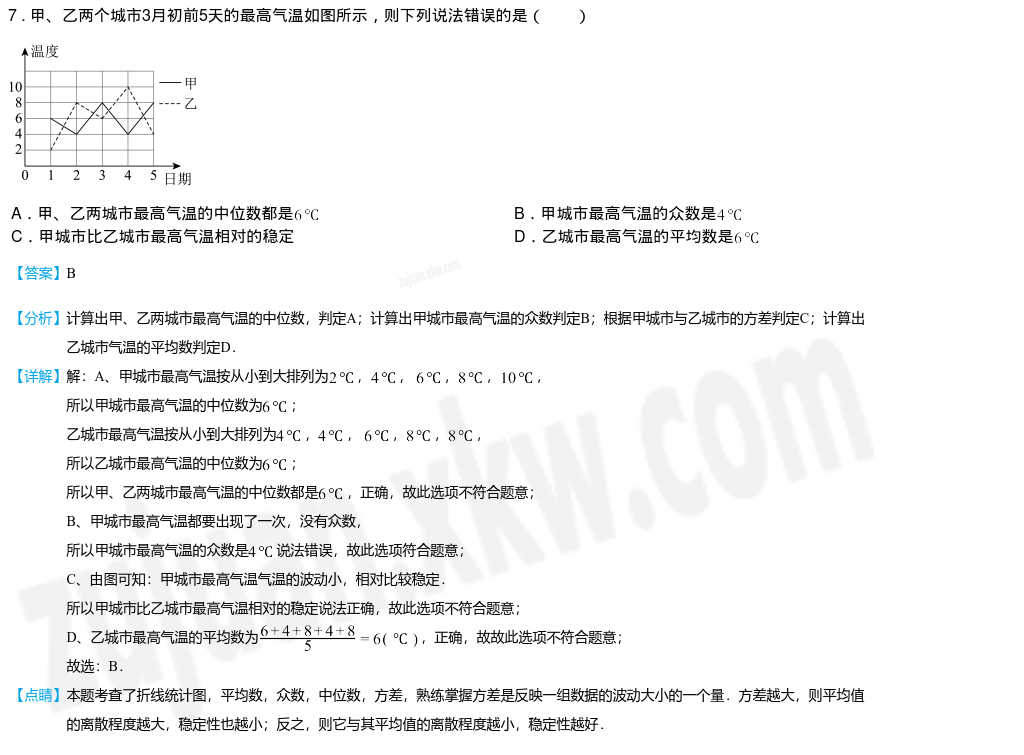 7．甲、乙两个城市3月初前5天的最高气温如图所示，则下列说法错误的是（　　）
温度
10
8
6
4
2
甲
乙
0 1 2 3 4 5 日期
A．甲、乙两城市最高气温的中位数都是6℃ B．甲城市最高气温的众数是4℃
C．甲城市比乙城市最高气温相对的稳定 D．乙城市最高气温的平均数是6℃
【答案】B
zujuan.xkw.com
【分析】计算出甲、乙两城市最高气温的中位数，判定A；计算出甲城市最高气温的众数判定B；根据甲城市与乙城市的方差判定C；计算出
乙城市气温的平均数判定D．
【详解】解：A、甲城市最高气温按从小到大排列为2℃，4℃， 6℃，8℃，10℃，
所以甲城市最高气温的中位数为6℃；
乙城市最高气温按从小到大排列为4℃，4℃， 6℃，8℃，8℃，
所以乙城市最高气温的中位数为6℃；
所以甲、乙两城市最高气温的中位数都是6℃，正确，故此选项不符合题意；
B、甲城市最高气温都要出现了一次，没有众数，
所以甲城市最高气温的众数是4℃说法错误，故此选项符合题意；
C、由图可知：甲城市最高气温气温的波动小，相对比较稳定．
所以甲城市比乙城市最高气温相对的稳定说法正确，故此选项不符合题意；
D、乙城市最高气温的平均数为(6+4+8+4+8)/5=6(℃)，正确，故故此选项不符合题意；
故选：B．
【点睛】本题考查了折线统计图，平均数，众数，中位数，方差，熟练掌握方差是反映一组数据的波动大小的一个量．方差越大，则平均值
的离散程度越大，稳定性也越小；反之，则它与其平均值的离散程度越小，稳定性越好．
zujuan.xkw.com